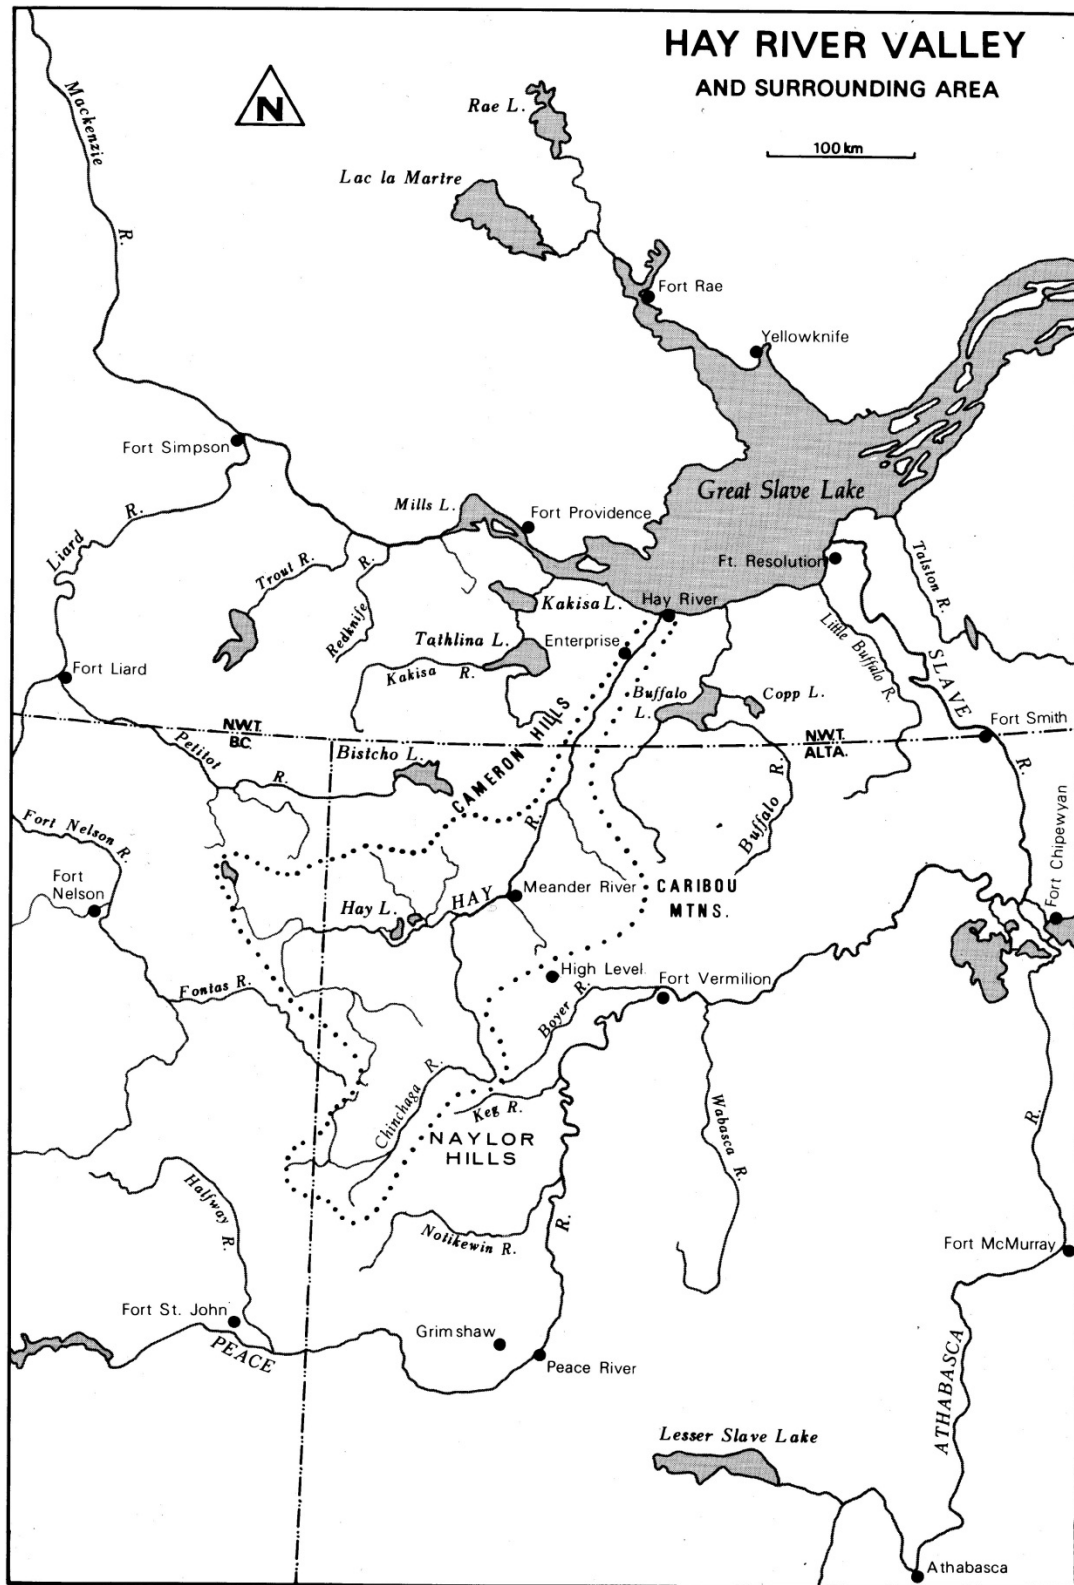 HAY RIVER VALLEY
AND SURROUNDING AREA
N
100 km
Mackenzie
R.
Rae L.
Lac la Martre
Fort Rae
Yellowknife
Fort Simpson
Great Slave Lake
Mills L.
Fort Providence
Liard
R.
Trout R.
Redknife
R.
Ft. Resolution
Talston R.
Kakisa L.
Hay River
Little Buffalo R.
Tathlina L.
Enterprise
Kakisa
R.
Fort Liard
Buffalo
L.
Copp L.
SLAVE
R.
Fort Smith
N.W.T.
B.C.
N.W.T.
ALTA.
Petitot
R.
Bistcho L.
CAMERON HILLS
Buffalo
R.
Fort Nelson R.
Fort
Nelson
R.
HAY
Meander River
Hay L.
CARIBOU
MTNS.
Fort Chipewyan
High Level
Fort Vermilion
Fontas R.
Boyer R.
Chinchaga
R.
Keg R.
NAYLOR
HILLS
Wabasca R.
R.
Halfway R.
Notikewin R.
R.
Fort McMurray
Fort St. John
PEACE
Grimshaw
Peace River
ATHABASCA
Lesser Slave Lake
Athabasca